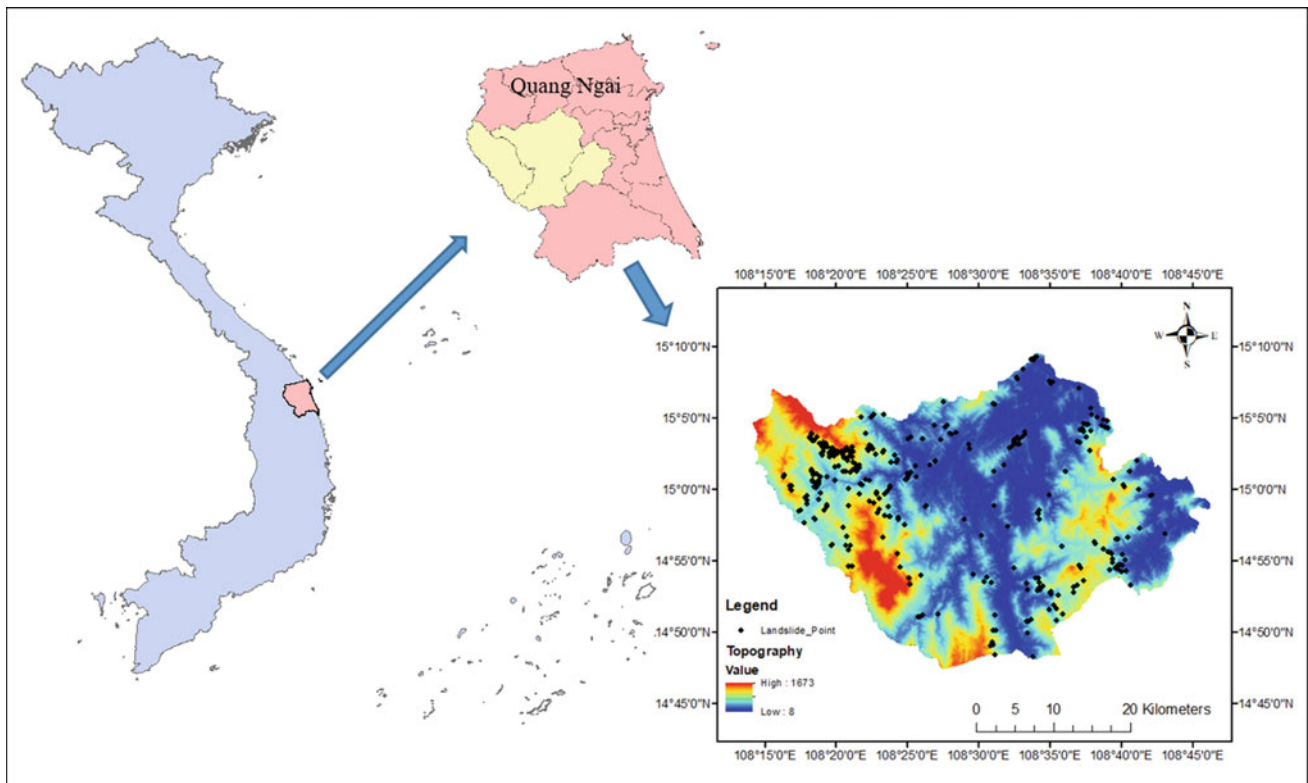 Quang Ngãi
108°15'0"E 108°20'0"E 108°25'0"E 108°30'0"E 108°35'0"E 108°40'0"E 108°45'0"E
N
W E
S
15°10'0"N 15°10'0"N
15°5'0"N 15°5'0"N
15°0'0"N 15°0'0"N
14°55'0"N 14°55'0"N
14°50'0"N 14°50'0"N
14°45'0"N 14°45'0"N
Legend
Landslide_Point
Topography
Value
High : 1673
Low : 8
0 5 10 20 Kilometers
108°15'0"E 108°20'0"E 108°25'0"E 108°30'0"E 108°35'0"E 108°40'0"E 108°45'0"E